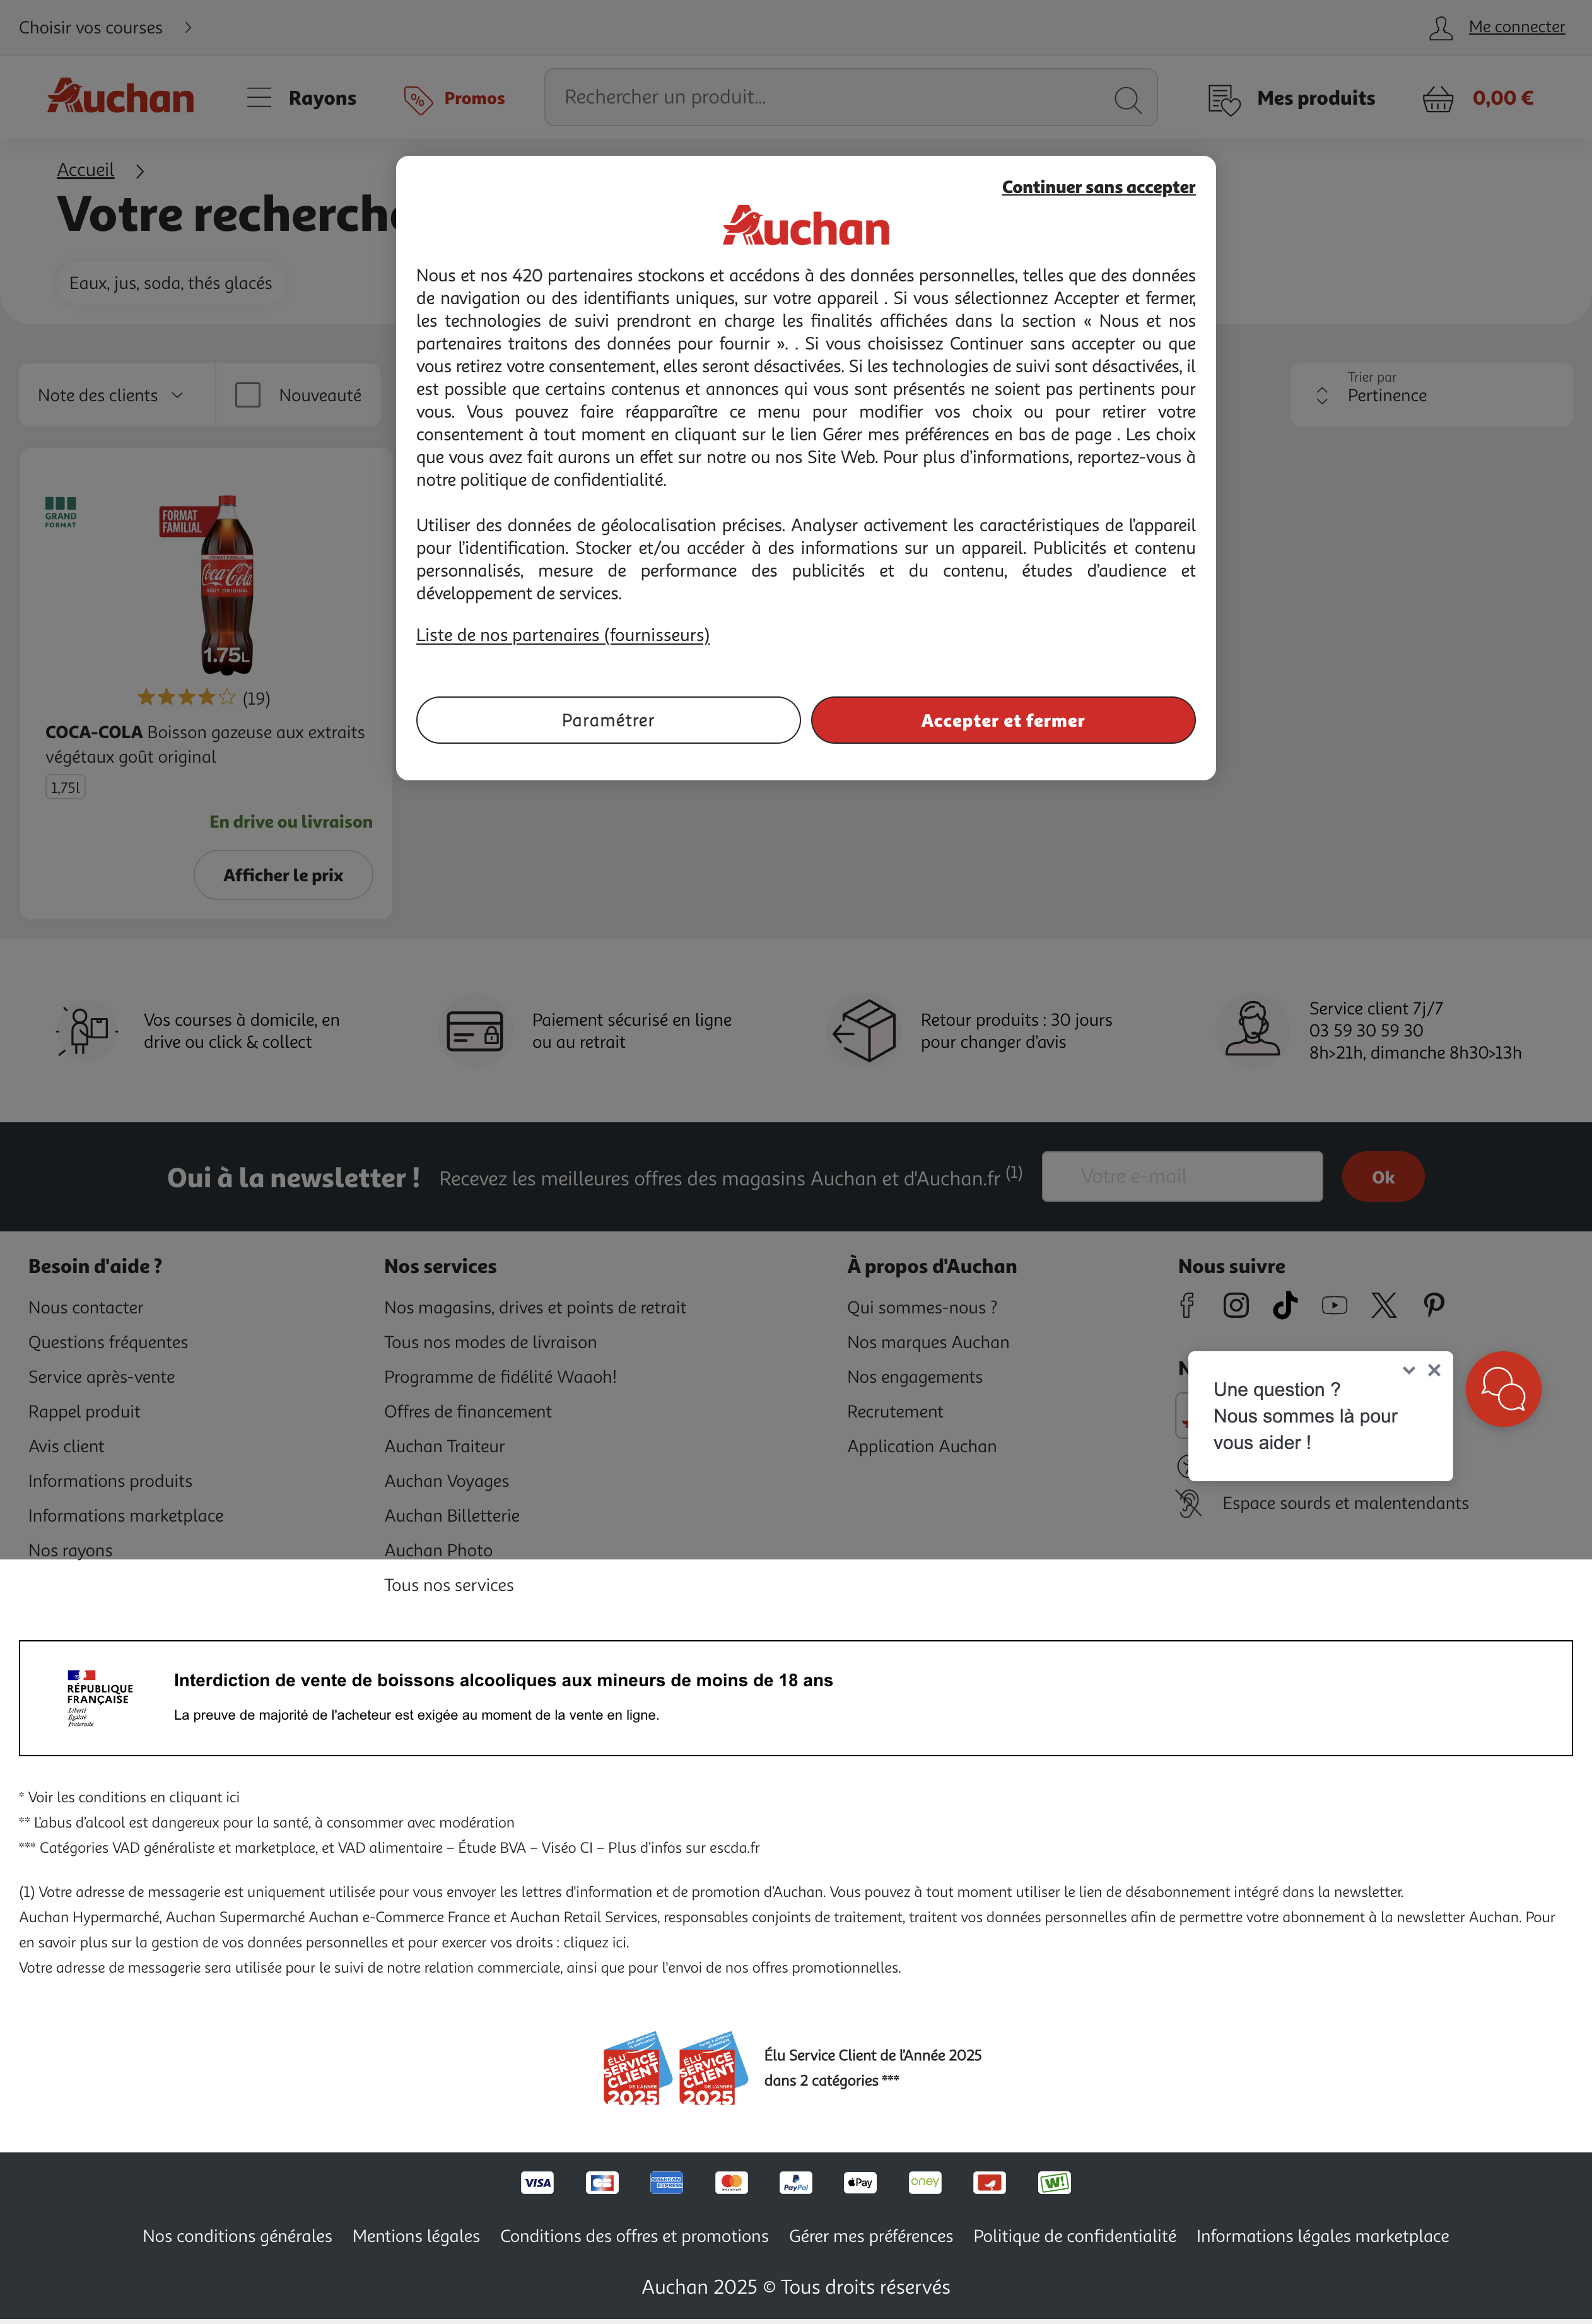 Choisir vos courses
Me connecter
Auchan
Rayons
Promos
Rechercher un produit...
Mes produits
0,00 €
Accueil
Votre recherche
Eaux, jus, soda, thés glacés
Continuer sans accepter
Auchan
Nous et nos 420 partenaires stockons et accédons à des données personnelles, telles que des données
de navigation ou des identifiants uniques, sur votre appareil . Si vous sélectionnez Accepter et fermer,
les technologies de suivi prendront en charge les finalités affichées dans la section « Nous et nos
partenaires traitons des données pour fournir ». . Si vous choisissez Continuer sans accepter ou que
vous retirez votre consentement, elles seront désactivées. Si les technologies de suivi sont désactivées, il
est possible que certains contenus et annonces qui vous sont présentés ne soient pas pertinents pour
vous. Vous pouvez faire réapparaître ce menu pour modifier vos choix ou pour retirer votre
consentement à tout moment en cliquant sur le lien Gérer mes préférences en bas de page . Les choix
que vous avez fait aurons un effet sur notre ou nos Site Web. Pour plus d'informations, reportez-vous à
notre politique de confidentialité.
Utiliser des données de géolocalisation précises. Analyser activement les caractéristiques de l'appareil
pour l'identification. Stocker et/ou accéder à des informations sur un appareil. Publicités et contenu
personnalisés, mesure de performance des publicités et du contenu, études d'audience et
développement de services.
Liste de nos partenaires (fournisseurs)
Paramétrer
Accepter et fermer
Note des clients
Nouveauté
Trier par
Pertinence
GRAND
FORMAT
FORMAT
FAMILIAL
Coca-Cola
GOÛT ORIGINAL
1.75L
(19)
COCA-COLA Boisson gazeuse aux extraits
végétaux goût original
1,75l
En drive ou livraison
Afficher le prix
Vos courses à domicile, en
drive ou click & collect
Paiement sécurisé en ligne
ou au retrait
Retour produits : 30 jours
pour changer d'avis
Service client 7j/7
03 59 30 59 30
8h>21h, dimanche 8h30>13h
Oui à la newsletter !
Recevez les meilleures offres des magasins Auchan et d'Auchan.fr (1)
Votre e-mail
Ok
Besoin d'aide ?
Nous contacter
Questions fréquentes
Service après-vente
Rappel produit
Avis client
Informations produits
Informations marketplace
Nos rayons
Nos services
Nos magasins, drives et points de retrait
Tous nos modes de livraison
Programme de fidélité Waaoh!
Offres de financement
Auchan Traiteur
Auchan Voyages
Auchan Billetterie
Auchan Photo
Tous nos services
À propos d'Auchan
Qui sommes-nous ?
Nos marques Auchan
Nos engagements
Recrutement
Application Auchan
Nous suivre
Une question ?
Nous sommes là pour
vous aider !
Espace sourds et malentendants
RÉPUBLIQUE
FRANÇAISE
Liberté
Égalité
Fraternité
Interdiction de vente de boissons alcooliques aux mineurs de moins de 18 ans
La preuve de majorité de l'acheteur est exigée au moment de la vente en ligne.
* Voir les conditions en cliquant ici
** L'abus d'alcool est dangereux pour la santé, à consommer avec modération
*** Catégories VAD généraliste et marketplace, et VAD alimentaire – Étude BVA – Viséo CI – Plus d'infos sur escda.fr
(1) Votre adresse de messagerie est uniquement utilisée pour vous envoyer les lettres d'information et de promotion d'Auchan. Vous pouvez à tout moment utiliser le lien de désabonnement intégré dans la newsletter.
Auchan Hypermarché, Auchan Supermarché Auchan e-Commerce France et Auchan Retail Services, responsables conjoints de traitement, traitent vos données personnelles afin de permettre votre abonnement à la newsletter Auchan. Pour
en savoir plus sur la gestion de vos données personnelles et pour exercer vos droits : cliquez ici.
Votre adresse de messagerie sera utilisée pour le suivi de notre relation commerciale, ainsi que pour l'envoi de nos offres promotionnelles.
ÉLU
SERVICE
CLIENT
DE L'ANNÉE
2025
ÉLU
SERVICE
CLIENT
DE L'ANNÉE
2025
Élu Service Client de l'Année 2025
dans 2 catégories ***
VISA
CB
AMERICAN
EXPRESS
mastercard
PayPal
Pay
oney
W!
Nos conditions générales
Mentions légales
Conditions des offres et promotions
Gérer mes préférences
Politique de confidentialité
Informations légales marketplace
Auchan 2025 © Tous droits réservés